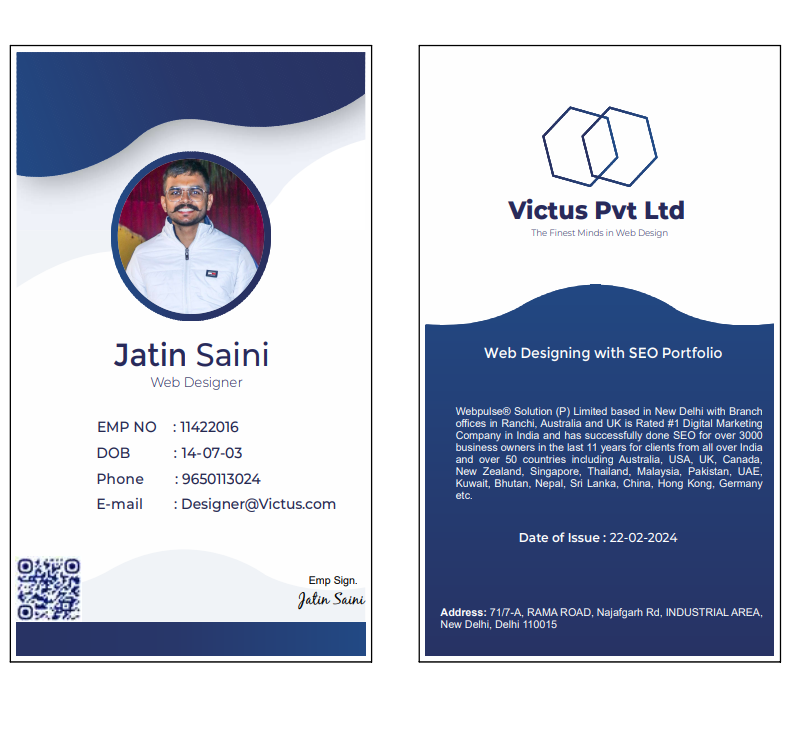 Jatin Saini
Web Designer
EMP NO : 11422016
DOB : 14-07-03
Phone : 9650113024
E-mail : Designer@Victus.com
Emp Sign.
Jatin Saini
Victus Pvt Ltd
The Finest Minds in Web Design
Web Designing with SEO Portfolio
Webpulse® Solution (P) Limited based in New Delhi with Branch
offices in Ranchi, Australia and UK is Rated #1 Digital Marketing
Company in India and has successfully done SEO for over 3000
business owners in the last 11 years for clients from all over India
and over 50 countries including Australia, USA, UK, Canada,
New Zealand, Singapore, Thailand, Malaysia, Pakistan, UAE,
Kuwait, Bhutan, Nepal, Sri Lanka, China, Hong Kong, Germany
etc.
Date of Issue : 22-02-2024
Address: 71/7-A, RAMA ROAD, Najafgarh Rd, INDUSTRIAL AREA,
New Delhi, Delhi 110015